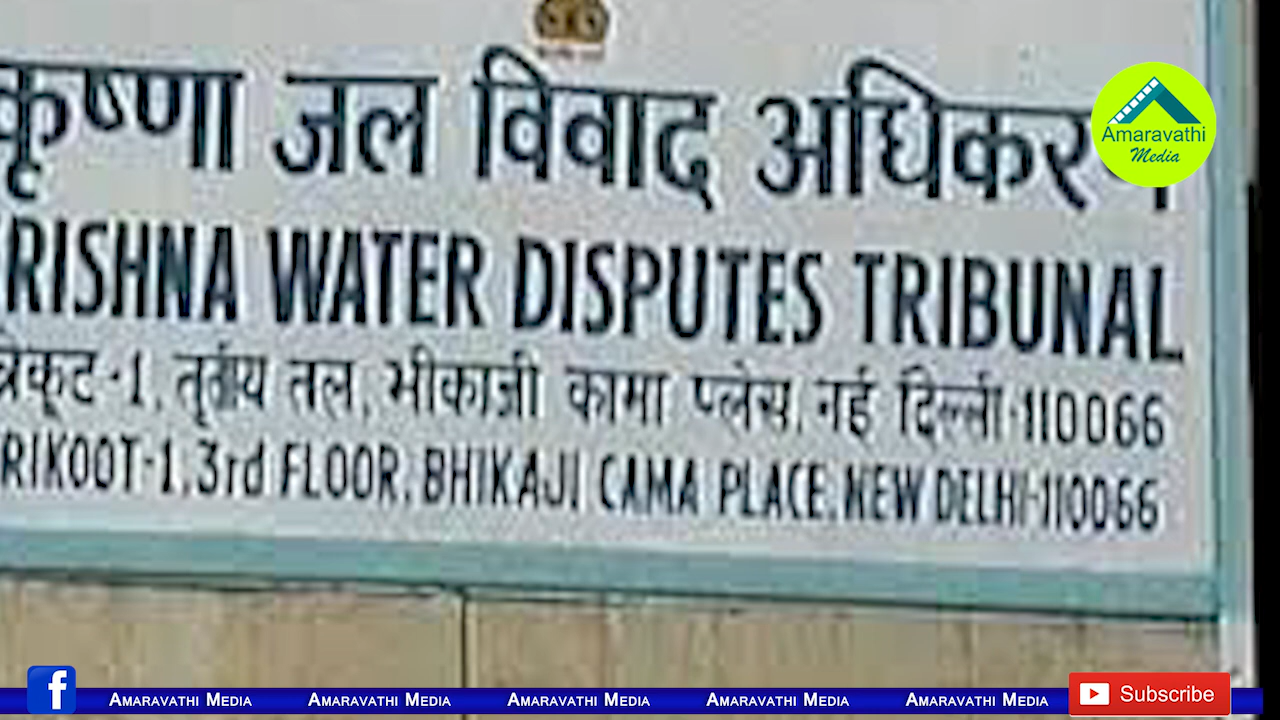 कृष्णा जल विवाद अधिकरण
RISHNA WATER DISPUTES TRIBUNAL
त्रिकूट-1, तृतीय तल, भीकाजी कामा प्लेस, नई दिल्ली-110066
RIKOOT-1, 3rd FLOOR, BHIKAJI CAMA PLACE, NEW DELHI-110066
Amaravathi
Media
f Amaravathi Media Amaravathi Media Amaravathi Media Amaravathi Media Amaravathi Media Subscribe